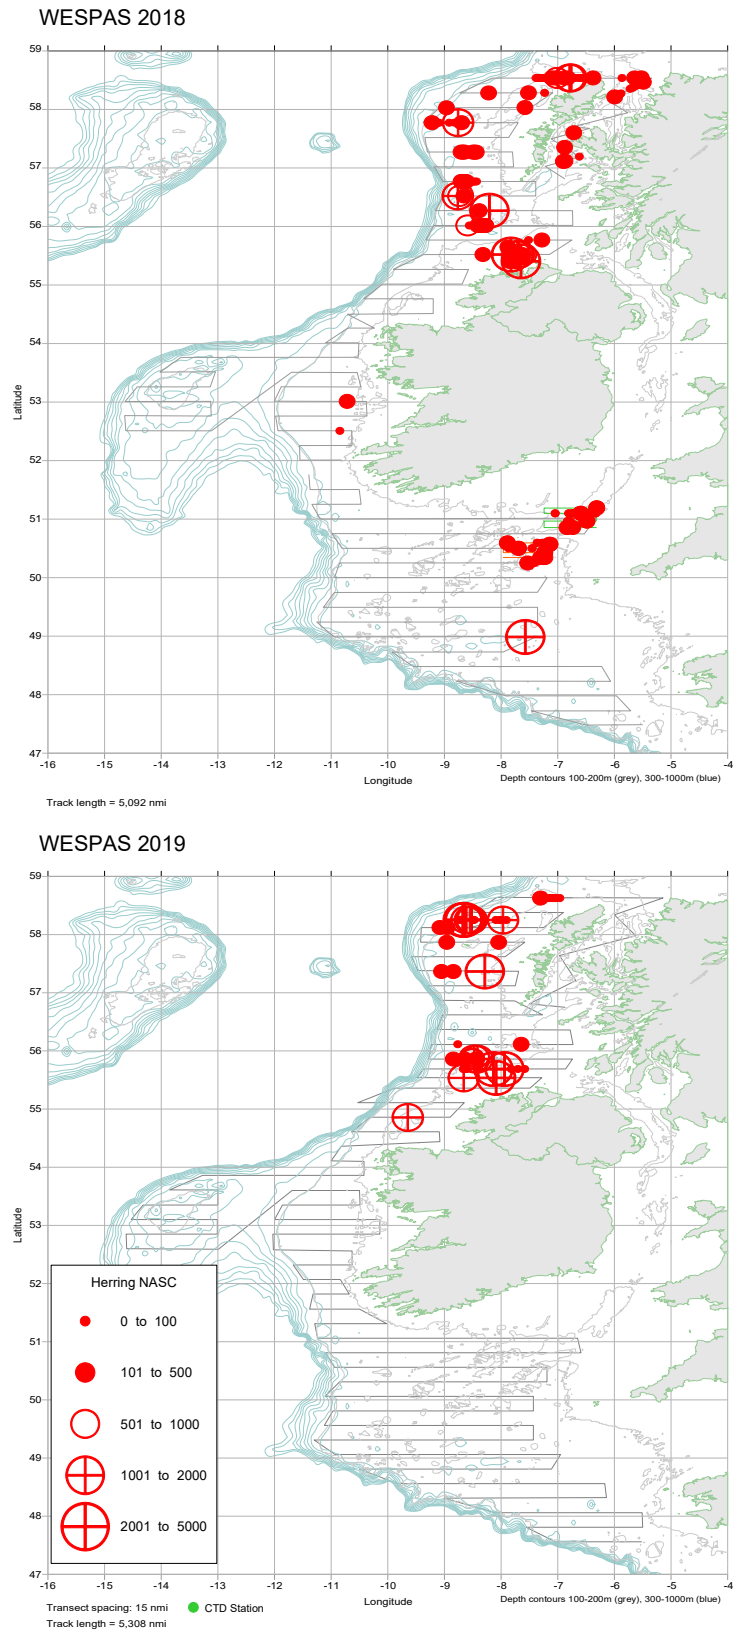 WESPAS 2018
59
58
57
56
55
54
53
52
51
50
49
48
47
Latitude
-16 -15 -14 -13 -12 -11 -10 -9 -8 -7 -6 -5 -4
Longitude
Depth contours 100-200m (grey), 300-1000m (blue)
Track length = 5,092 nmi
WESPAS 2019
59
58
57
56
55
54
53
52
51
50
49
48
47
Latitude
Herring NASC
0 to 100
101 to 500
501 to 1000
1001 to 2000
2001 to 5000
-16 -15 -14 -13 -12 -11 -10 -9 -8 -7 -6 -5 -4
Longitude
Depth contours 100-200m (grey), 300-1000m (blue)
Transect spacing: 15 nmi
CTD Station
Track length = 5,308 nmi